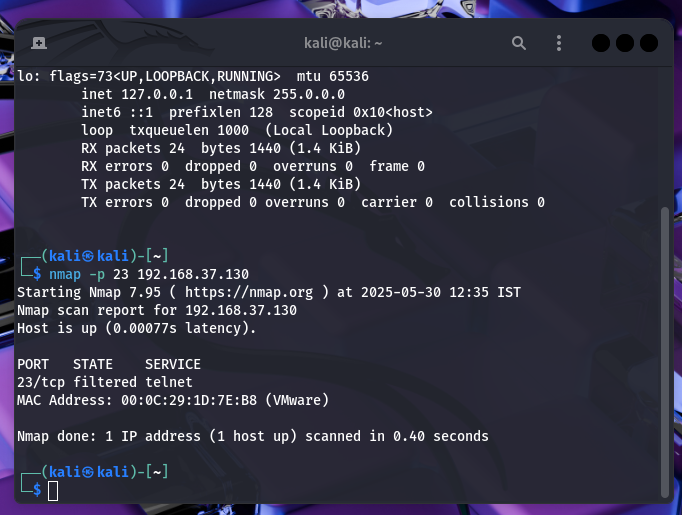 kali@kali: ~
lo: flags=73<UP,LOOPBACK,RUNNING>  mtu 65536
        inet 127.0.0.1  netmask 255.0.0.0
        inet6 ::1  prefixlen 128  scopeid 0x10<host>
        loop  txqueuelen 1000  (Local Loopback)
        RX packets 24  bytes 1440 (1.4 KiB)
        RX errors 0  dropped 0  overruns 0  frame 0
        TX packets 24  bytes 1440 (1.4 KiB)
        TX errors 0  dropped 0 overruns 0  carrier 0  collisions 0
┌──(kali㉿kali)-[~]
└─$ nmap -p 23 192.168.37.130
Starting Nmap 7.95 ( https://nmap.org ) at 2025-05-30 12:35 IST
Nmap scan report for 192.168.37.130
Host is up (0.00077s latency).
PORT   STATE    SERVICE
23/tcp filtered telnet
MAC Address: 00:0C:29:1D:7E:B8 (VMware)
Nmap done: 1 IP address (1 host up) scanned in 0.40 seconds
┌──(kali㉿kali)-[~]
└─$